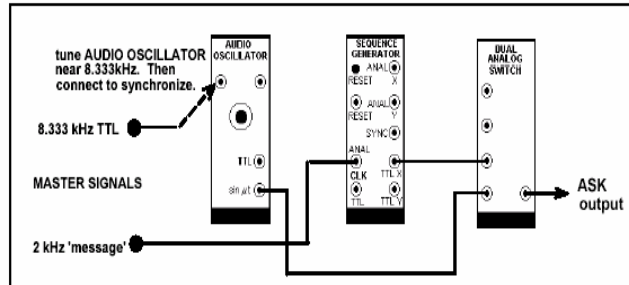 tune AUDIO OSCILLATOR
near 8.333kHz. Then
connect to synchronize.
8.333 kHz TTL
MASTER SIGNALS
2 kHz 'message'
AUDIO
OSCILLATOR
TTL
sin µt
SEQUENCE
GENERATOR
ANAL
RESET X
ANAL
RESET Y
SYNC
ANAL
CLK TTL X
TTL TTL Y
DUAL
ANALOG
SWITCH
ASK
output